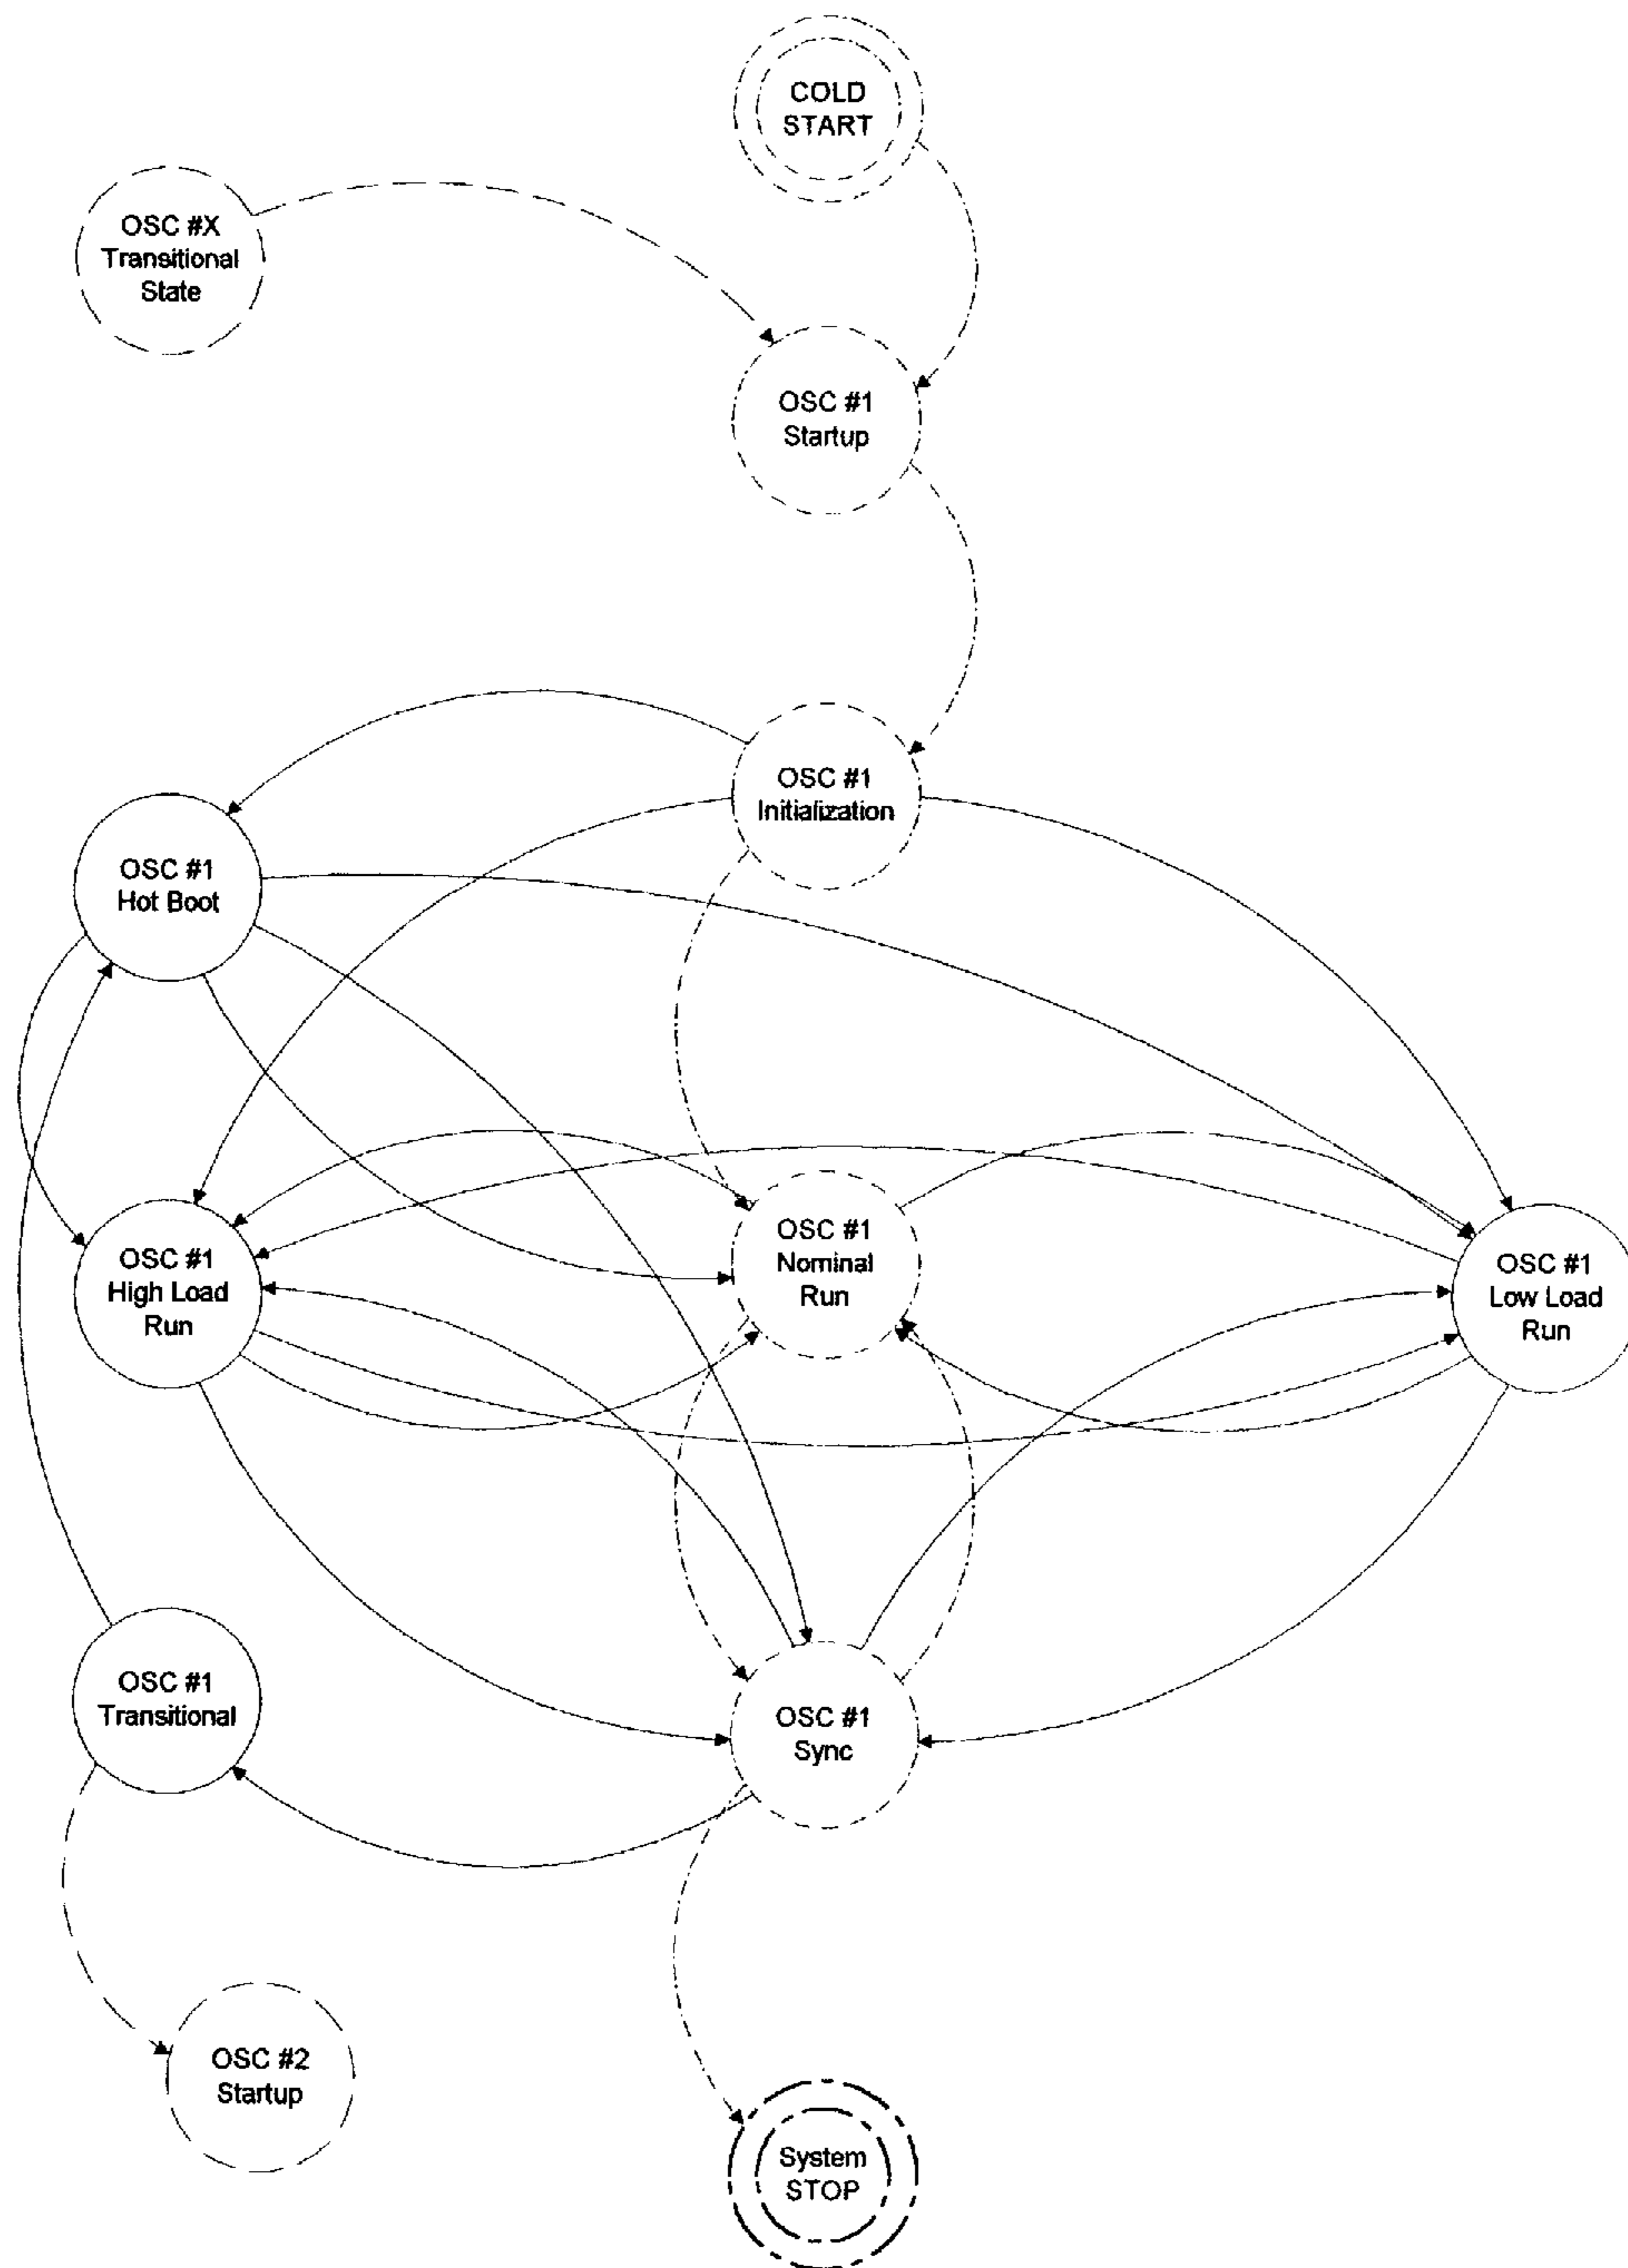 COLD
START
OSC #X
Transitional
State
OSC #1
Startup
OSC #1
Initialization
OSC #1
Hot Boot
OSC #1
High Load
Run
OSC #1
Nominal
Run
OSC #1
Low Load
Run
OSC #1
Transitional
OSC #1
Sync
OSC #2
Startup
System
STOP